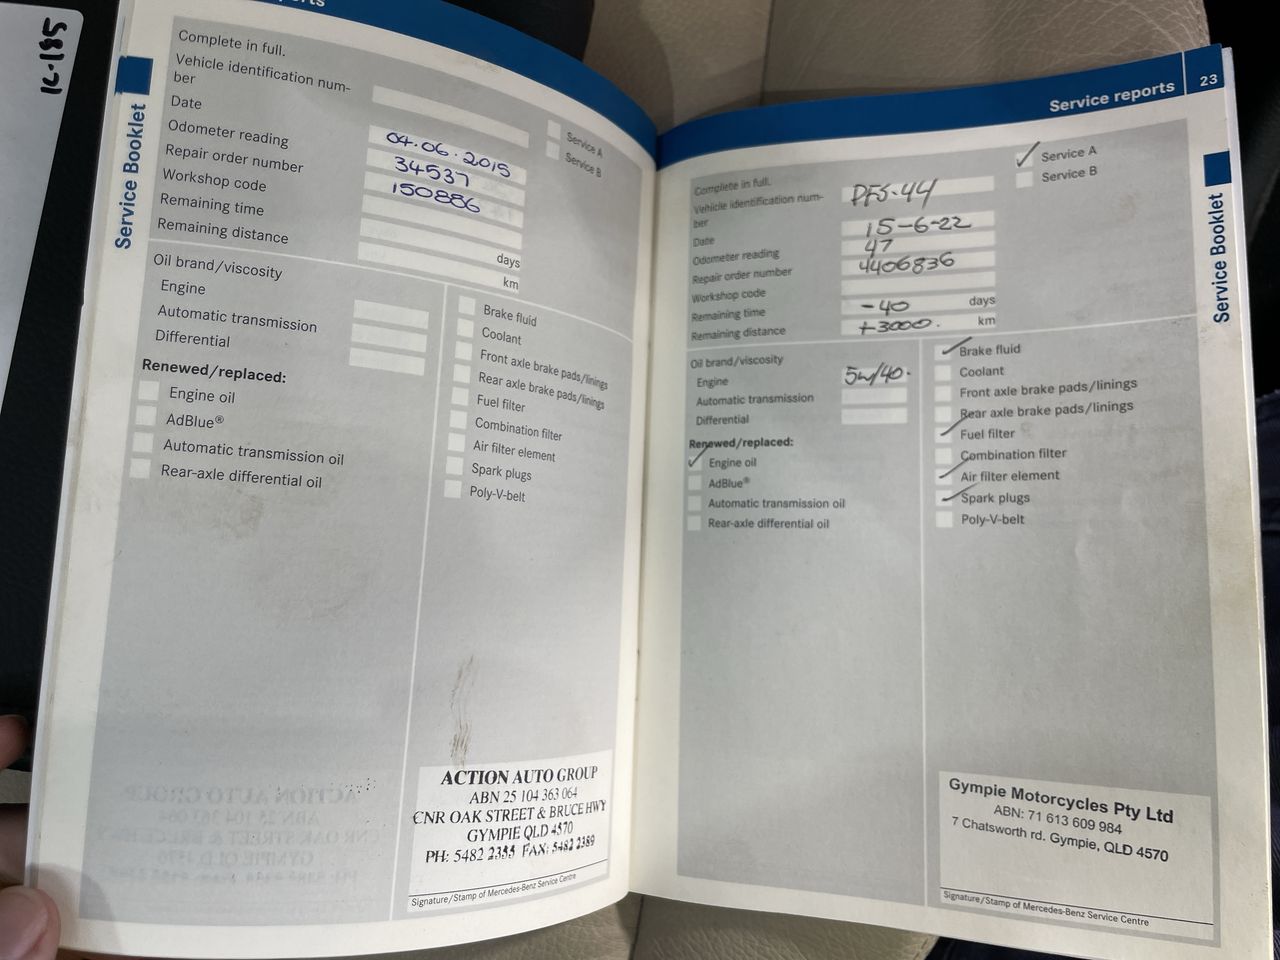 1C.185
orts
Service Booklet
Complete in full.
Vehicle identification num-
ber
Date 04.06.2015
Odometer reading 34537
Repair order number 150886
Workshop code
Remaining time days
Remaining distance km
Service A
Service B
Oil brand/viscosity
Engine
Automatic transmission
Differential
Renewed/replaced:
Engine oil
AdBlue®
Automatic transmission oil
Rear-axle differential oil
Brake fluid
Coolant
Front axle brake pads/linings
Rear axle brake pads/linings
Fuel filter
Combination filter
Air filter element
Spark plugs
Poly-V-belt
ACTION AUTO GROUP
ABN 25 104 363 064
CNR OAK STREET & BRUCE HWY
GYMPIE QLD 4570
PH: 5482 2355 FAX: 5482 2389
Signature/Stamp of Mercedes-Benz Service Centre
Service reports 23
Service Booklet
Complete in full.
Vehicle identification num-
ber
Date 15-6-22
Odometer reading 47
Repair order number 4406836
Workshop code
Remaining time -40 days
Remaining distance +3000. km
Service A
Service B
Oil brand/viscosity
Engine 5w/40.
Automatic transmission
Differential
Renewed/replaced:
Engine oil
AdBlue®
Automatic transmission oil
Rear-axle differential oil
Brake fluid
Coolant
Front axle brake pads/linings
Rear axle brake pads/linings
Fuel filter
Combination filter
Air filter element
Spark plugs
Poly-V-belt
Gympie Motorcycles Pty Ltd
ABN: 71 613 609 984
7 Chatsworth rd. Gympie, QLD 4570
Signature/Stamp of Mercedes-Benz Service Centre